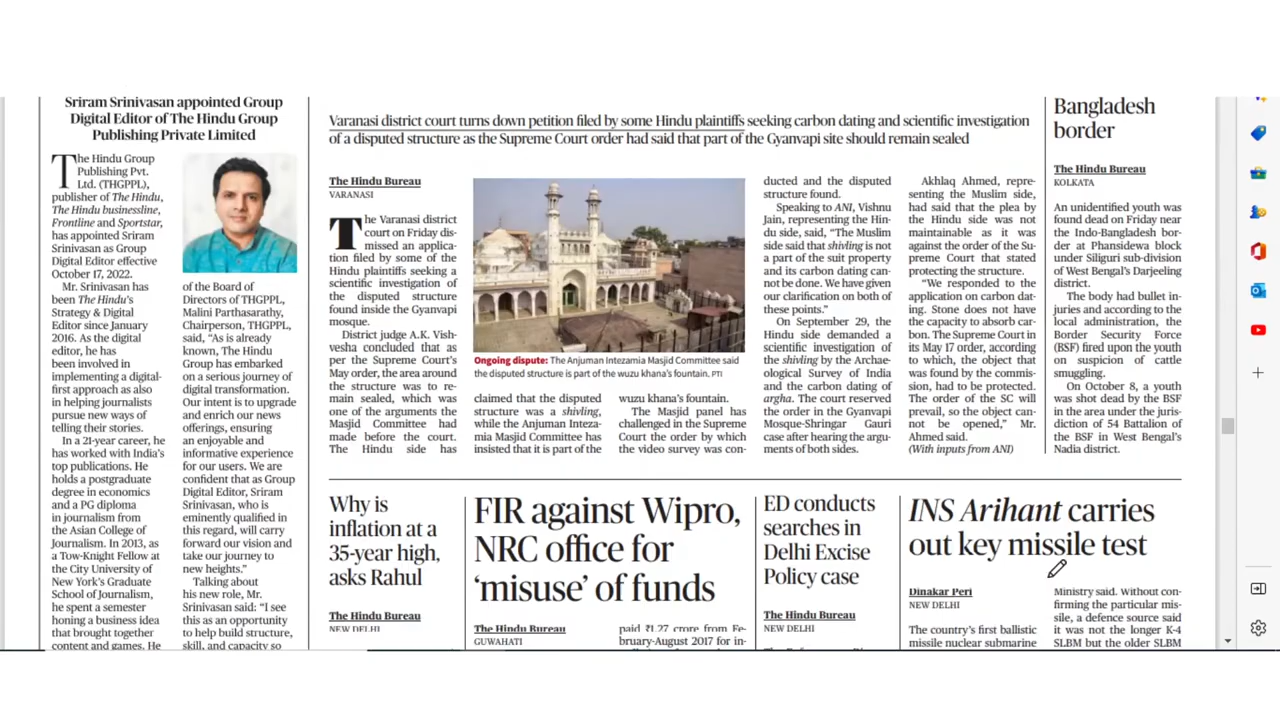 Sriram Srinivasan appointed Group
Digital Editor of The Hindu Group
Publishing Private Limited
The Hindu Group
Publishing Pvt.
Ltd. (THGPPL),
publisher of The Hindu,
The Hindu businessline,
Frontline and Sportstar,
has appointed Sriram
Srinivasan as Group
Digital Editor effective
October 17, 2022.
Mr. Srinivasan has
been The Hindu's
Strategy & Digital
Editor since January
2016. As the digital
editor, he has
been involved in
implementing a digital-
first approach as also
in helping journalists
pursue new ways of
telling their stories.
In a 21-year career, he
has worked with India's
top publications. He
holds a postgraduate
degree in economics
and a PG diploma
in journalism from
the Asian College of
Journalism. In 2013, as
a Tow-Knight Fellow at
the City University of
New York's Graduate
School of Journalism,
he spent a semester
honing a business idea
that brought together
content and games. He
of the Board of
Directors of THGPPL,
Malini Parthasarathy,
Chairperson, THGPPL,
said, “As is already
known, The Hindu
Group has embarked
on a serious journey of
digital transformation.
Our intent is to upgrade
and enrich our news
offerings, ensuring
an enjoyable and
informative experience
for our users. We are
confident that as Group
Digital Editor, Sriram
Srinivasan, who is
eminently qualified in
this regard, will carry
forward our vision and
take our journey to
new heights.”
Talking about
his new role, Mr.
Srinivasan said: “I see
this as an opportunity
to help build structure,
skill, and capacity so
Varanasi district court turns down petition filed by some Hindu plaintiffs seeking carbon dating and scientific investigation
of a disputed structure as the Supreme Court order had said that part of the Gyanvapi site should remain sealed
The Hindu Bureau
VARANASI
The Varanasi district
court on Friday dis-
missed an applica-
tion filed by some of the
Hindu plaintiffs seeking a
scientific investigation of
the disputed structure
found inside the Gyanvapi
mosque.
District judge A.K. Vish-
vesha concluded that as
per the Supreme Court's
May order, the area around
the structure was to re-
main sealed, which was
one of the arguments the
Masjid Committee had
made before the court.
The Hindu side has
Ongoing dispute: The Anjuman Intezamia Masjid Committee said
the disputed structure is part of the wuzu khana's fountain. PTI
claimed that the disputed
structure was a shivling,
while the Anjuman Inteza-
mia Masjid Committee has
insisted that it is part of the
wuzu khana's fountain.
The Masjid panel has
challenged in the Supreme
Court the order by which
the video survey was con-
ducted and the disputed
structure found.
Speaking to ANI, Vishnu
Jain, representing the Hin-
du side, said, “The Muslim
side said that shivling is not
a part of the suit property
and its carbon dating can-
not be done. We have given
our clarification on both of
these points.”
On September 29, the
Hindu side demanded a
scientific investigation of
the shivling by the Archae-
ological Survey of India
and the carbon dating of
argha. The court reserved
the order in the Gyanvapi
Mosque-Shringar Gauri
case after hearing the argu-
ments of both sides.
Akhlaq Ahmed, repre-
senting the Muslim side,
had said that the plea by
the Hindu side was not
maintainable as it was
against the order of the Su-
preme Court that stated
protecting the structure.
“We responded to the
application on carbon dat-
ing. Stone does not have
the capacity to absorb car-
bon. The Supreme Court in
its May 17 order, according
to which, the object that
was found by the commis-
sion, had to be protected.
The order of the SC will
prevail, so the object can-
not be opened,” Mr.
Ahmed said.
(With inputs from ANI)
Bangladesh
border
The Hindu Bureau
KOLKATA
An unidentified youth was
found dead on Friday near
the Indo-Bangladesh bor-
der at Phansidewa block
under Siliguri sub-division
of West Bengal's Darjeeling
district.
The body had bullet in-
juries and according to the
local administration, the
Border Security Force
(BSF) fired upon the youth
on suspicion of cattle
smuggling.
On October 8, a youth
was shot dead by the BSF
in the area under the juris-
diction of 54 Battalion of
the BSF in West Bengal's
Nadia district.
Why is
inflation at a
35-year high,
asks Rahul
The Hindu Bureau
NEW DELHI
FIR against Wipro,
NRC office for
‘misuse’ of funds
The Hindu Bureau
GUWAHATI
paid ₹1.27 crore from Fe-
bruary-August 2017 for in-
ED conducts
searches in
Delhi Excise
Policy case
The Hindu Bureau
NEW DELHI
INS Arihant carries
out key missile test
Dinakar Peri
NEW DELHI
The country's first ballistic
missile nuclear submarine
Ministry said. Without con-
firming the particular mis-
sile, a defence source said
it was not the longer K-4
SLBM but the older SLBM